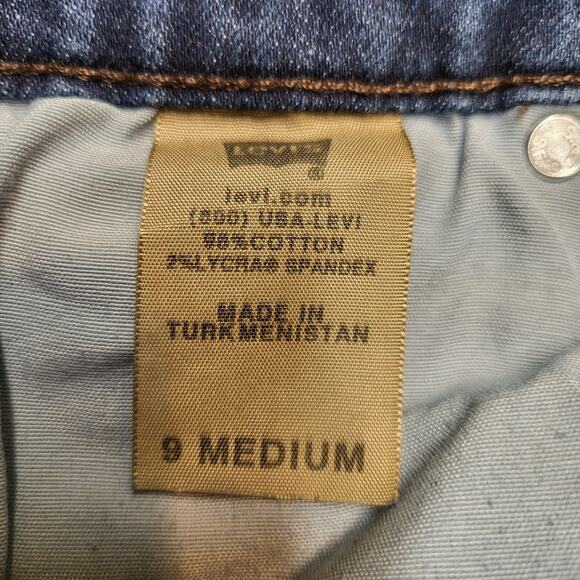 LEVI'S
levi.com
(800) USA-LEVI
98%COTTON
2%LYCRA® SPANDEX
MADE IN
TURKMENISTAN
9 MEDIUM